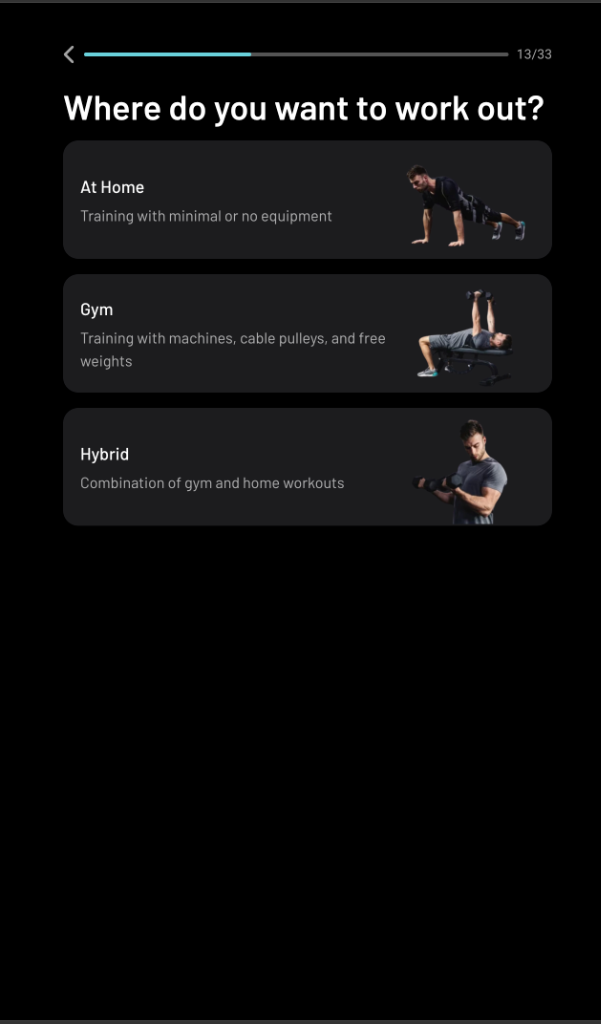 13/33
Where do you want to work out?
At Home
Training with minimal or no equipment
Gym
Training with machines, cable pulleys, and free
weights
Hybrid
Combination of gym and home workouts